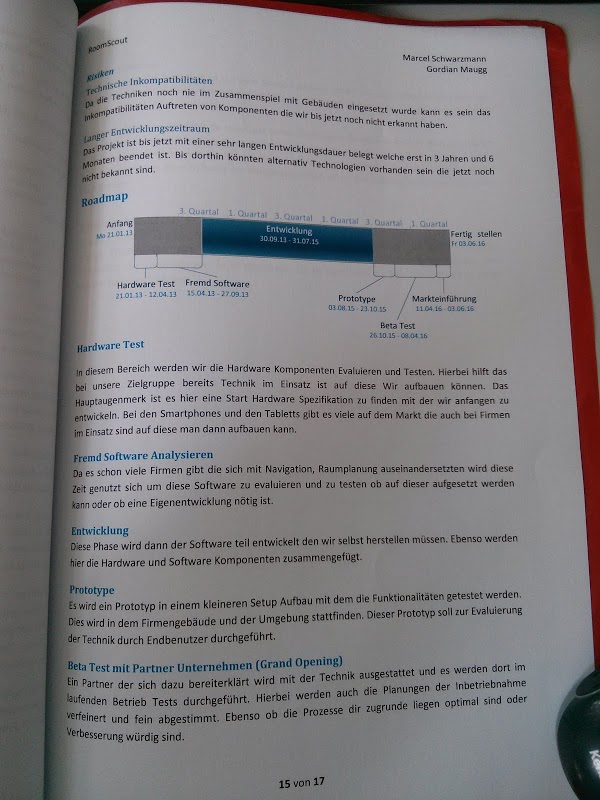 RoomScout
Marcel Schwarzmann
Gordian Maugg
Risiken
Technische Inkompatibilitäten
Da die Techniken noch nie im Zusammenspiel mit Gebäuden eingesetzt wurde kann es sein das
Inkompatibilitäten Auftreten von Komponenten die wir bis jetzt noch nicht erkannt haben.
Langer Entwicklungszeitraum
Das Projekt ist bis jetzt mit einer sehr langen Entwicklungsdauer belegt welche erst in 3 Jahren und 6
Monaten beendet ist. Bis dorthin könnten alternativ Technologien vorhanden sein die jetzt noch
nicht bekannt sind.
Roadmap
3. Quartal 1. Quartal 3. Quartal 1. Quartal 3. Quartal 1. Quartal
Anfang
Mo 21.01.13
Entwicklung
30.09.13 - 31.07.15
Fertig stellen
Fr 03.06.16
Hardware Test
21.01.13 - 12.04.13
Fremd Software
15.04.13 - 27.09.13
Prototype
03.08.15 - 23.10.15
Markteinführung
11.04.16 - 03.06.16
Beta Test
26.10.15 - 08.04.16
Hardware Test
In diesem Bereich werden wir die Hardware Komponenten Evaluieren und Testen. Hierbei hilft das
bei unsere Zielgruppe bereits Technik im Einsatz ist auf diese Wir aufbauen können. Das
Hauptaugenmerk ist es hier eine Start Hardware Spezifikation zu finden mit der wir anfangen zu
entwickeln. Bei den Smartphones und den Tabletts gibt es viele auf dem Markt die auch bei Firmen
im Einsatz sind auf diese man dann aufbauen kann.
Fremd Software Analysieren
Da es schon viele Firmen gibt die sich mit Navigation, Raumplanung auseinandersetzten wird diese
Zeit genutzt sich um diese Software zu evaluieren und zu testen ob auf dieser aufgesetzt werden
kann oder ob eine Eigenentwicklung nötig ist.
Entwicklung
Diese Phase wird dann der Software teil entwickelt den wir selbst herstellen müssen. Ebenso werden
hier die Hardware und Software Komponenten zusammengefügt.
Prototype
Es wird ein Prototyp in einem kleineren Setup Aufbau mit dem die Funktionalitäten getestet werden.
Dies wird in dem Firmengebäude und der Umgebung stattfinden. Dieser Prototyp soll zur Evaluierung
der Technik durch Endbenutzer durchgeführt.
Beta Test mit Partner Unternehmen (Grand Opening)
Ein Partner der sich dazu bereiterklärt wird mit der Technik ausgestattet und es werden dort im
laufenden Betrieb Tests durchgeführt. Hierbei werden auch die Planungen der Inbetriebnahme
verfeinert und fein abgestimmt. Ebenso ob die Prozesse dir zugrunde liegen optimal sind oder
Verbesserung würdig sind.
15 von 17